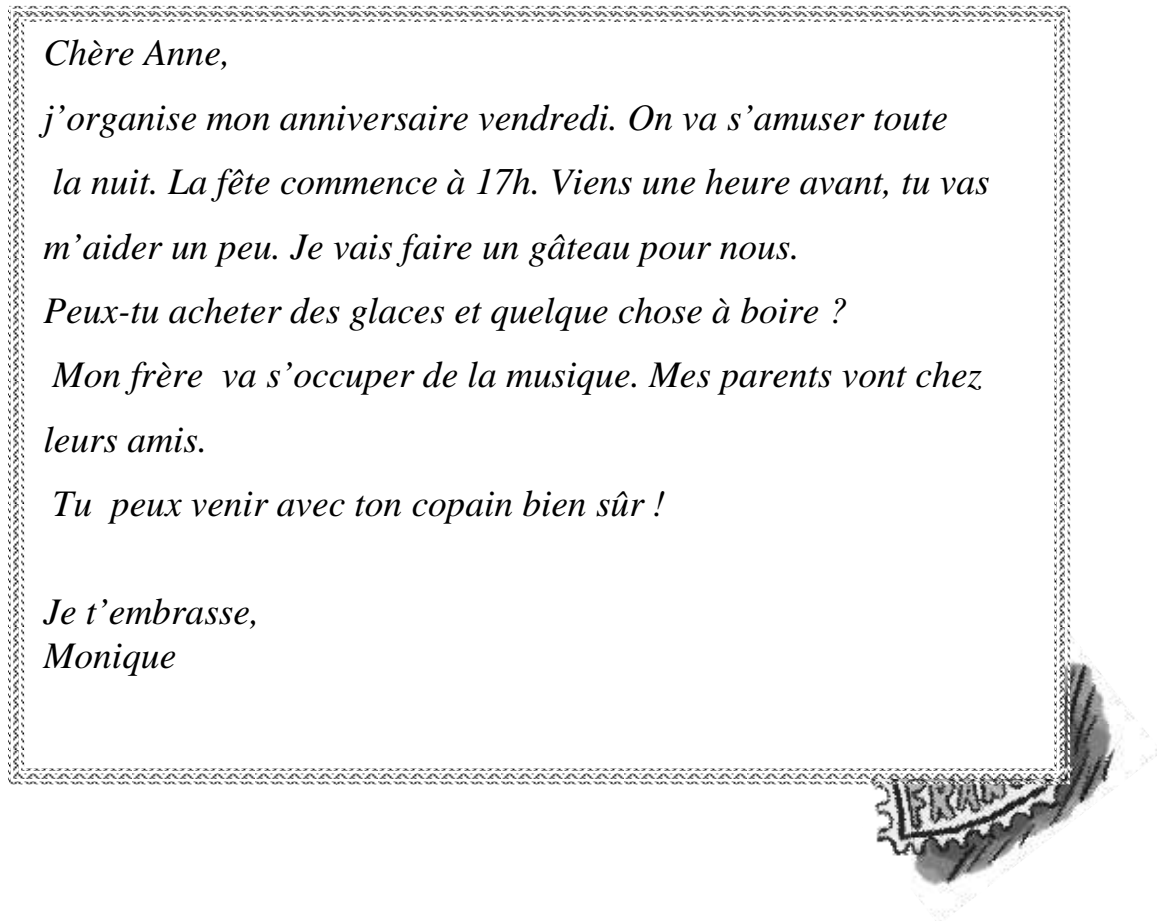 Chère Anne,
j’organise mon anniversaire vendredi. On va s’amuser toute
la nuit. La fête commence à 17h. Viens une heure avant, tu vas
m’aider un peu. Je vais faire un gâteau pour nous.
Peux-tu acheter des glaces et quelque chose à boire ?
Mon frère  va s’occuper de la musique. Mes parents vont chez
leurs amis.
Tu  peux venir avec ton copain bien sûr !
Je t’embrasse,
Monique
FRAN